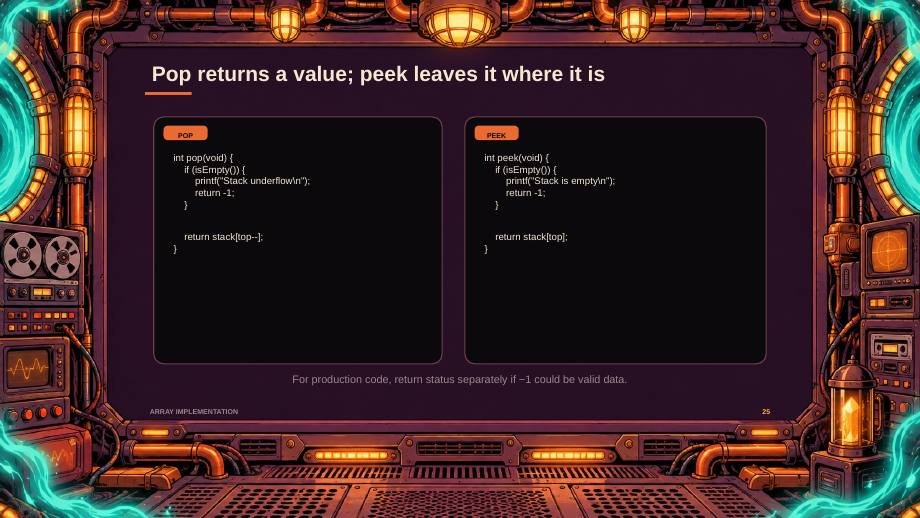 Pop returns a value; peek leaves it where it is
POP
int pop(void) {
    if (isEmpty()) {
        printf("Stack underflow\n");
        return -1;
    }
    return stack[top--];
}
PEEK
int peek(void) {
    if (isEmpty()) {
        printf("Stack is empty\n");
        return -1;
    }
    return stack[top];
}
For production code, return status separately if −1 could be valid data.
ARRAY IMPLEMENTATION
25